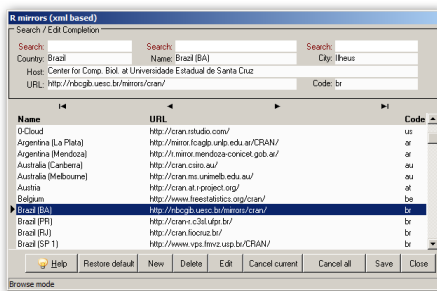 R mirrors (xml based)
Search / Edit Completion
Search: Search: Search:
Country: Brazil Name: Brazil (BA) City: Ilheus
Host: Center for Comp. Biol. at Universidade Estadual de Santa Cruz
URL: http://nbcgib.uesc.br/mirrors/cran/ Code: br
Name URL Code
0-Cloud http://cran.rstudio.com/ us
Argentina (La Plata) http://mirror.fcaglp.unlp.edu.ar/CRAN/ ar
Argentina (Mendoza) http://r.mirror.mendoza-conicet.gob.ar/ ar
Australia (Canberra) http://cran.csiro.au/ au
Australia (Melbourne) http://cran.ms.unimelb.edu.au/ au
Austria http://cran.at.r-project.org/ at
Belgium http://www.freestatistics.org/cran/ be
Brazil (BA) http://nbcgib.uesc.br/mirrors/cran/ br
Brazil (PR) http://cran-r.c3sl.ufpr.br/ br
Brazil (RJ) http://cran.fiocruz.br/ br
Brazil (SP 1) http://www.vps.fmvz.usp.br/CRAN/ br
Help Restore default New Delete Edit Cancel current Cancel all Save Close
Browse mode